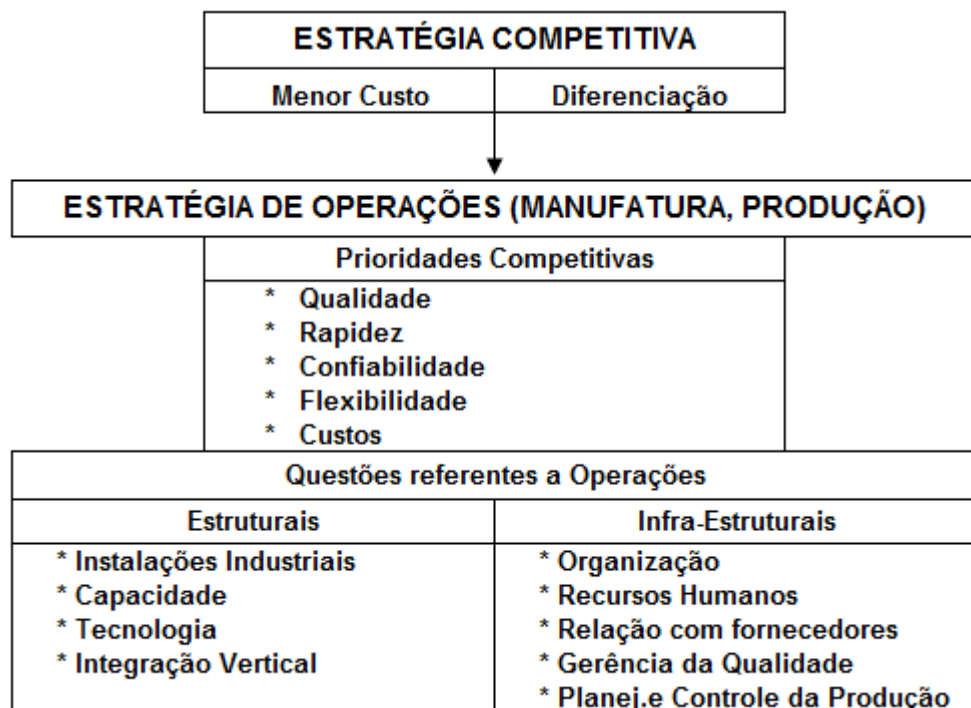 ESTRATÉGIA COMPETITIVA
Menor Custo
Diferenciação
ESTRATÉGIA DE OPERAÇÕES (MANUFATURA, PRODUÇÃO)
Prioridades Competitivas
* Qualidade
* Rapidez
* Confiabilidade
* Flexibilidade
* Custos
Questões referentes a Operações
Estruturais
* Instalações Industriais
* Capacidade
* Tecnologia
* Integração Vertical
Infra-Estruturais
* Organização
* Recursos Humanos
* Relação com fornecedores
* Gerência da Qualidade
* Planej.e Controle da Produção